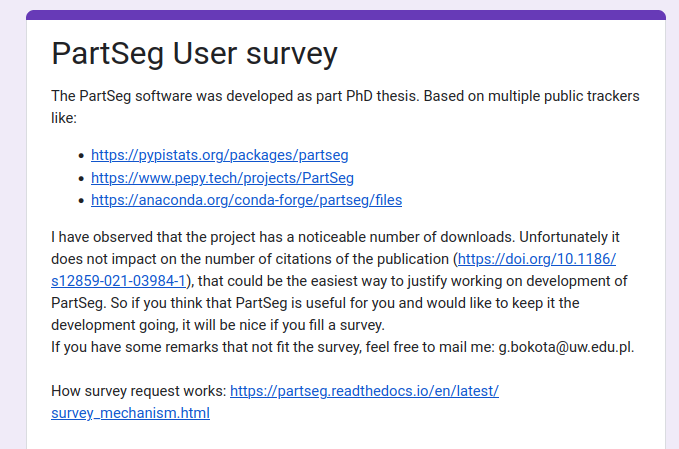 PartSeg User survey
The PartSeg software was developed as part PhD thesis. Based on multiple public trackers
like:
https://pypistats.org/packages/partseg
https://www.pepy.tech/projects/PartSeg
https://anaconda.org/conda-forge/partseg/files
I have observed that the project has a noticeable number of downloads. Unfortunately it
does not impact on the number of citations of the publication (https://doi.org/10.1186/
s12859-021-03984-1), that could be the easiest way to justify working on development of
PartSeg. So if you think that PartSeg is useful for you and would like to keep it the
development going, it will be nice if you fill a survey.
If you have some remarks that not fit the survey, feel free to mail me: g.bokota@uw.edu.pl.
How survey request works: https://partseg.readthedocs.io/en/latest/
survey_mechanism.html